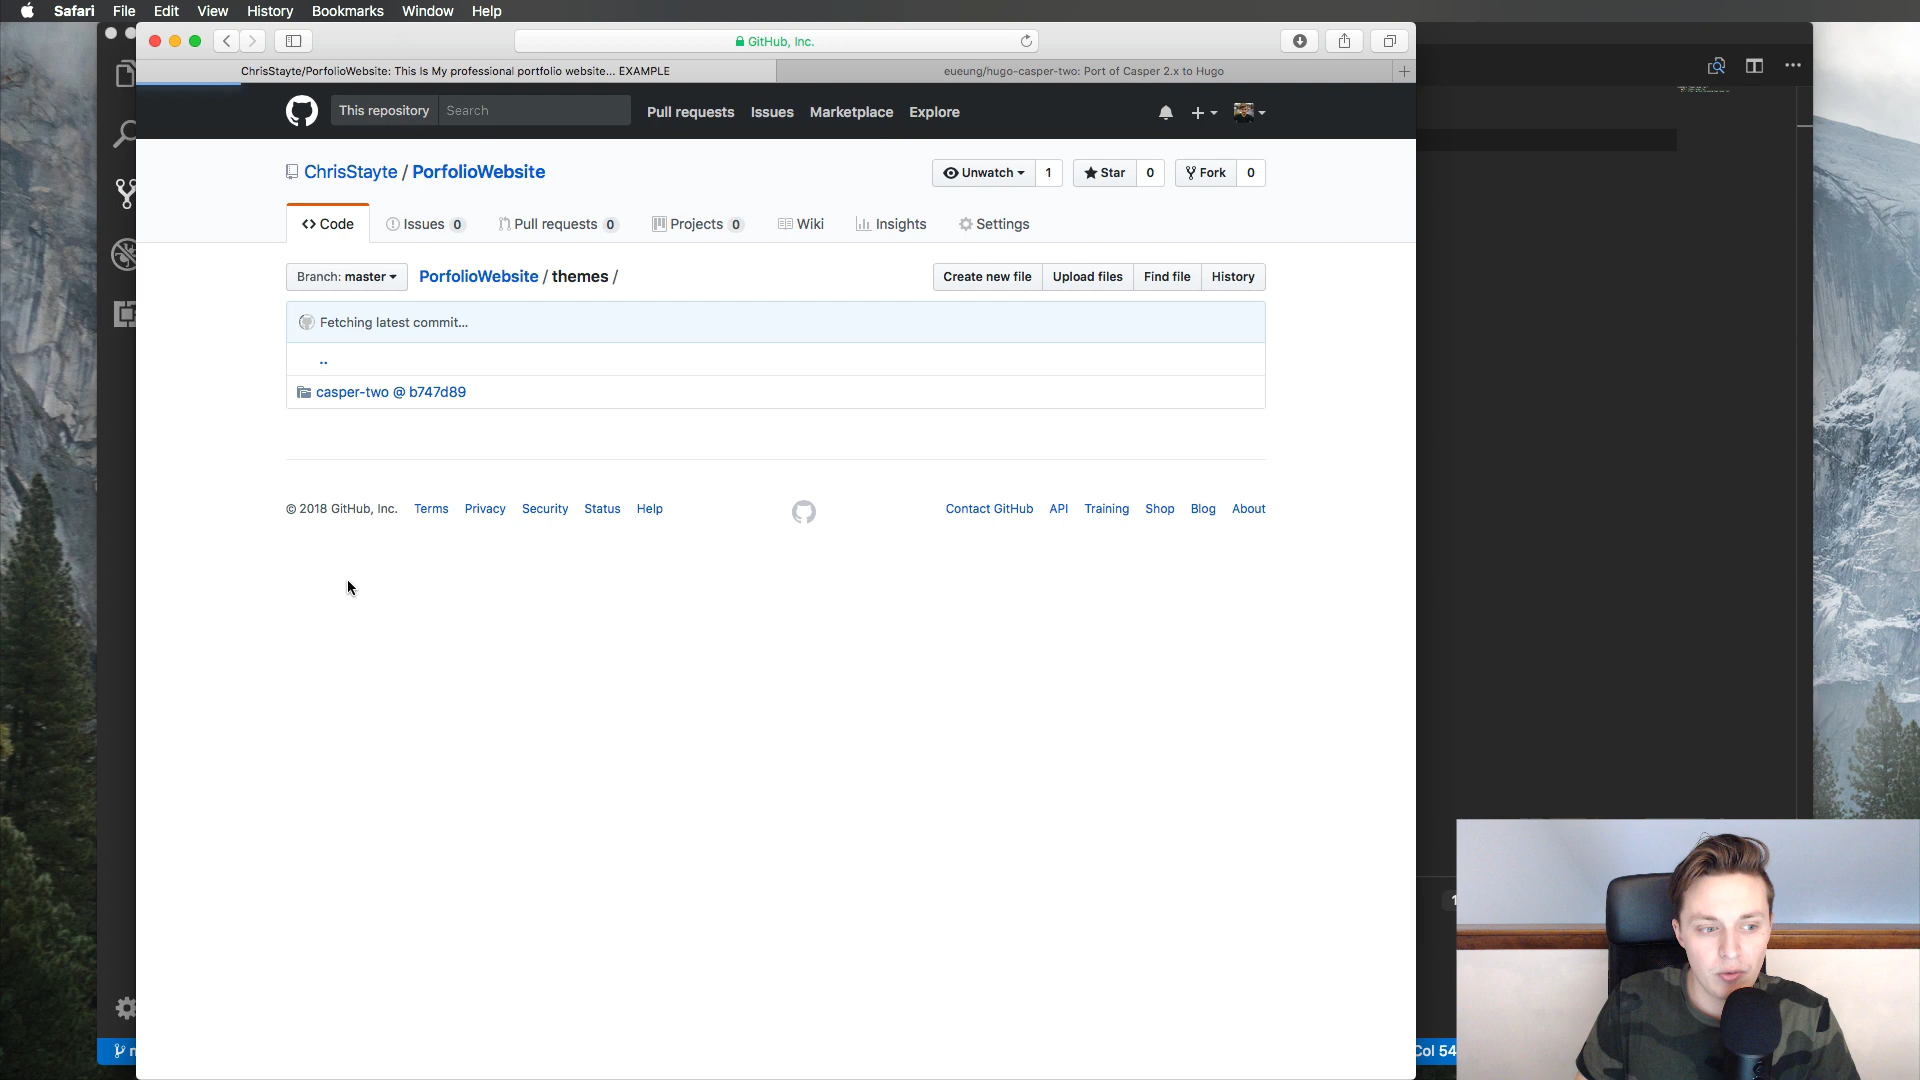 Safari File Edit View History Bookmarks Window Help
GitHub, Inc.
ChrisStayte/PorfolioWebsite: This Is My professional portfolio website... EXAMPLE
eueung/hugo-casper-two: Port of Casper 2.x to Hugo
This repository Search Pull requests Issues Marketplace Explore
ChrisStayte / PorfolioWebsite
Unwatch 1 Star 0 Fork 0
Code Issues 0 Pull requests 0 Projects 0 Wiki Insights Settings
Branch: master PorfolioWebsite / themes /
Create new file Upload files Find file History
Fetching latest commit...
..
casper-two @ b747d89
© 2018 GitHub, Inc. Terms Privacy Security Status Help
Contact GitHub API Training Shop Blog About
Col 54